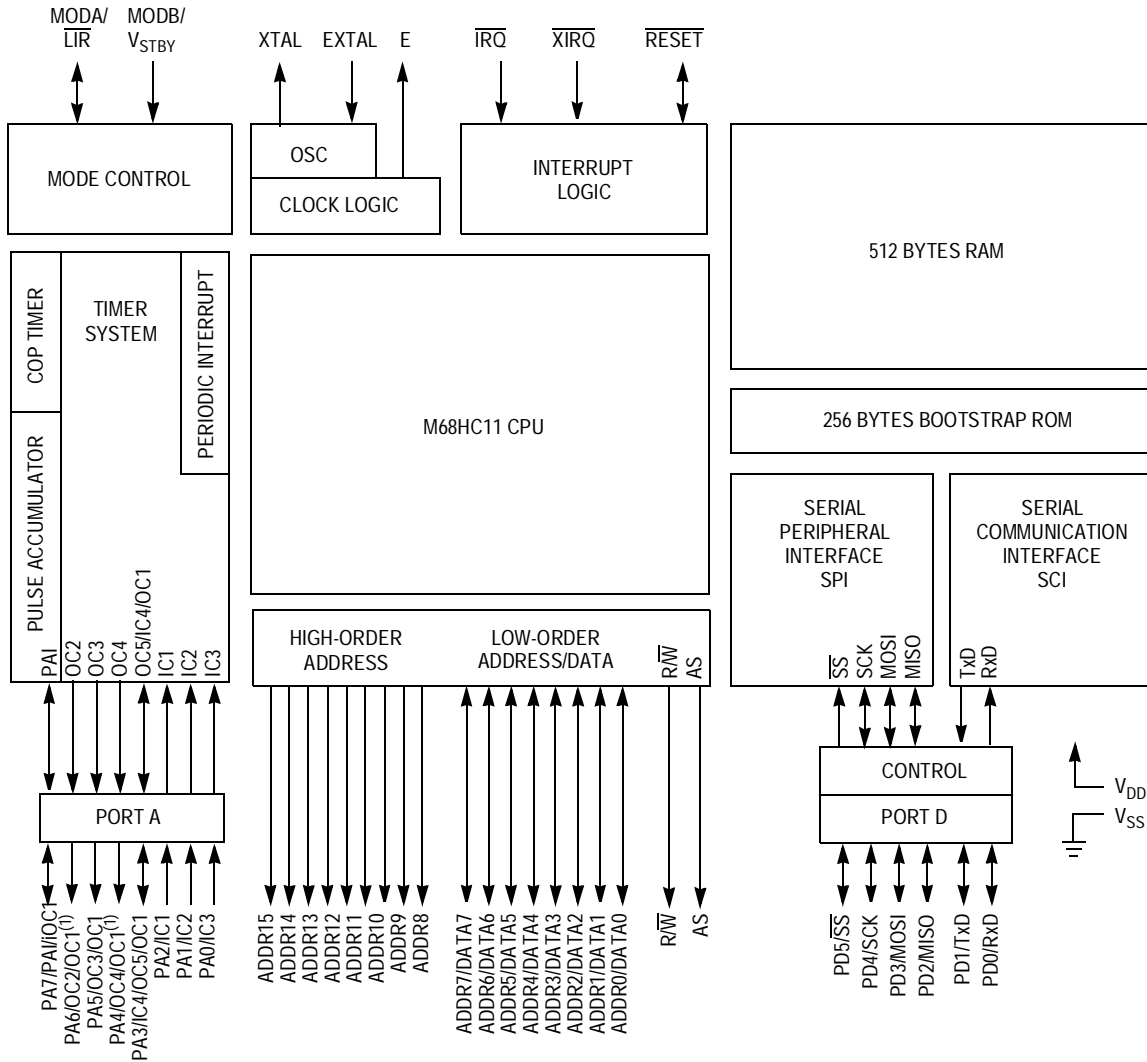 MODA/
LIR
MODB/
VSTBY
XTAL
EXTAL
E
IRQ
XIRQ
RESET
MODE CONTROL
OSC
CLOCK LOGIC
INTERRUPT
LOGIC
512 BYTES RAM
COP TIMER
TIMER
SYSTEM
PERIODIC INTERRUPT
M68HC11 CPU
256 BYTES BOOTSTRAP ROM
PULSE ACCUMULATOR
SERIAL
PERIPHERAL
INTERFACE
SPI
SERIAL
COMMUNICATION
INTERFACE
SCI
PAI
OC2
OC3
OC4
OC5/IC4/OC1
IC1
IC2
IC3
HIGH-ORDER
ADDRESS
LOW-ORDER
ADDRESS/DATA
R/W
AS
SS
SCK
MOSI
MISO
TxD
RxD
PORT A
CONTROL
PORT D
VDD
VSS
PA7/PAI/iOC1
PA6/OC2/OC1(1)
PA5/OC3/OC1
PA4/OC4/OC1(1)
PA3/IC4/OC5/OC1
PA2/IC1
PA1/IC2
PA0/IC3
ADDR15
ADDR14
ADDR13
ADDR12
ADDR11
ADDR10
ADDR9
ADDR8
ADDR7/DATA7
ADDR6/DATA6
ADDR5/DATA5
ADDR4/DATA4
ADDR3/DATA3
ADDR2/DATA2
ADDR1/DATA1
ADDR0/DATA0
R/W
AS
PD5/SS
PD4/SCK
PD3/MOSI
PD2/MISO
PD1/TxD
PD0/RxD